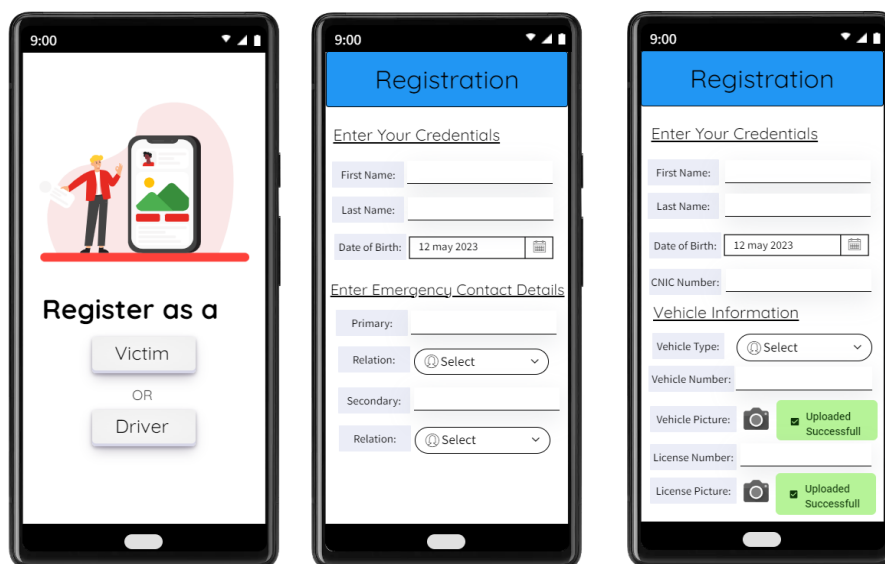 9:00
Register as a
Victim
OR
Driver
9:00
Registration
Enter Your Credentials
First Name:
Last Name:
Date of Birth: 12 may 2023
Enter Emergency Contact Details
Primary:
Relation: Select
Secondary:
Relation: Select
9:00
Registration
Enter Your Credentials
First Name:
Last Name:
Date of Birth: 12 may 2023
CNIC Number:
Vehicle Information
Vehicle Type: Select
Vehicle Number:
Vehicle Picture: Uploaded
Successfull
License Number:
License Picture: Uploaded
Successfull